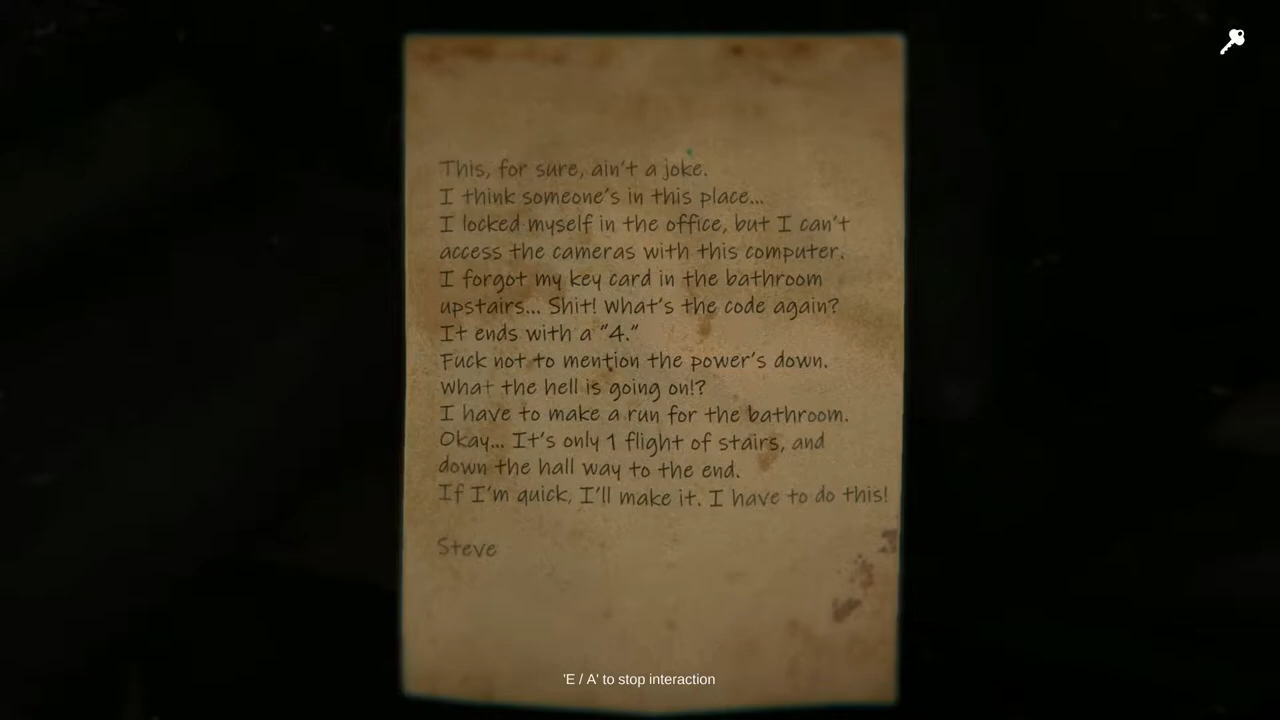 This, for sure, ain't a joke.
I think someone's in this place...
I locked myself in the office, but I can't
access the cameras with this computer.
I forgot my key card in the bathroom
upstairs... Shit! What's the code again?
It ends with a "4."
Fuck not to mention the power's down.
What the hell is going on!?
I have to make a run for the bathroom.
Okay... It's only 1 flight of stairs, and
down the hall way to the end.
If I'm quick, I'll make it. I have to do this!
Steve
'E / A' to stop interaction